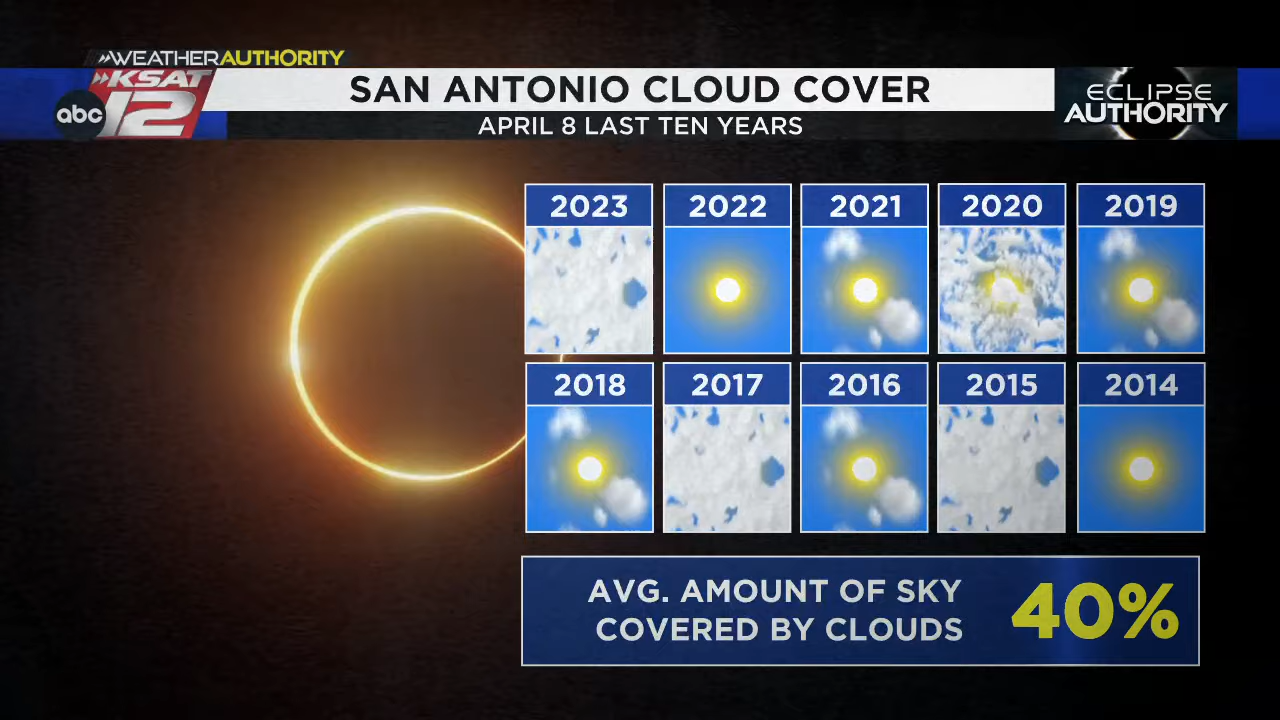 WEATHERAUTHORITY
KSAT
abc 12
SAN ANTONIO CLOUD COVER
APRIL 8 LAST TEN YEARS
ECLIPSE
AUTHORITY
2023 2022 2021 2020 2019
2018 2017 2016 2015 2014
AVG. AMOUNT OF SKY
COVERED BY CLOUDS
40%